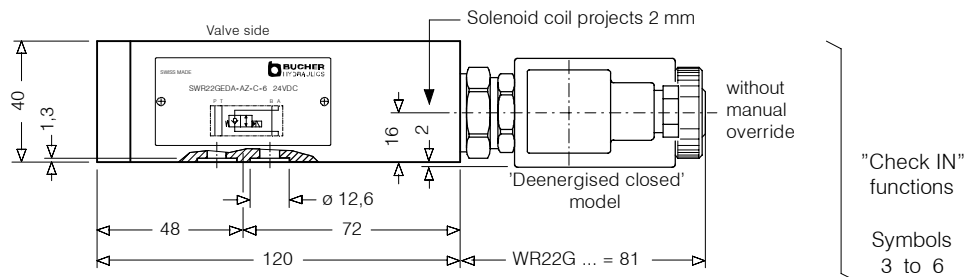 Solenoid coil projects 2 mm
Valve side
SWISS MADE
BUCHER
HYDRAULICS
SWR22GEDA-AZ-C-6 24VDC
P T B A
40
1,3
16
2
without
manual
override
'Deenergised closed'
model
ø 12,6
48
72
120
WR22G ... = 81
"Check IN"
functions
Symbols
3 to 6